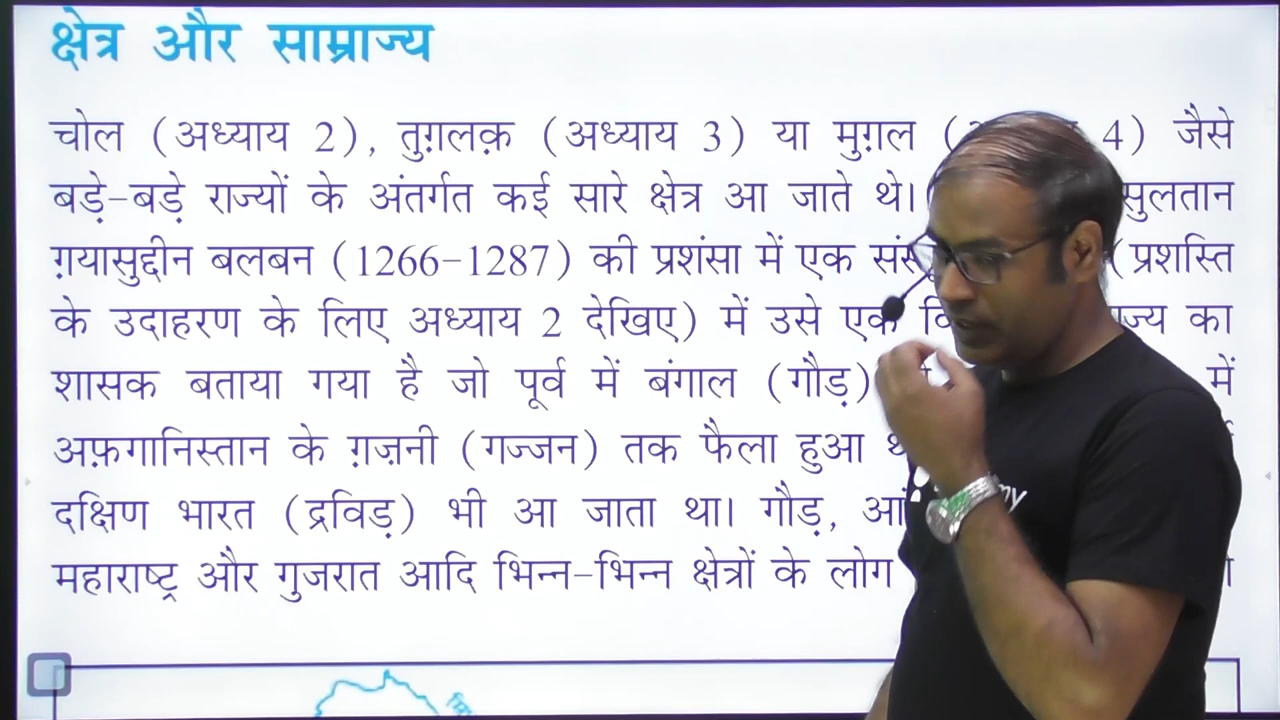 क्षेत्र और साम्राज्य
चोल (अध्याय 2), तुग़लक़ (अध्याय 3) या मुग़ल ( 4) जैसे
बड़े-बड़े राज्यों के अंतर्गत कई सारे क्षेत्र आ जाते थे। सुलतान
ग़यासुद्दीन बलबन (1266-1287) की प्रशंसा में एक (प्रशस्ति
के उदाहरण के लिए अध्याय 2 देखिए) में उसे एक का
शासक बताया गया है जो पूर्व में बंगाल (गौड़) में
अफ़गानिस्तान के ग़ज़नी (गज्जन) तक फैला हुआ
दक्षिण भारत (द्रविड़) भी आ जाता था। गौड़,
महाराष्ट्र और गुजरात आदि भिन्न-भिन्न क्षेत्रों के लोग